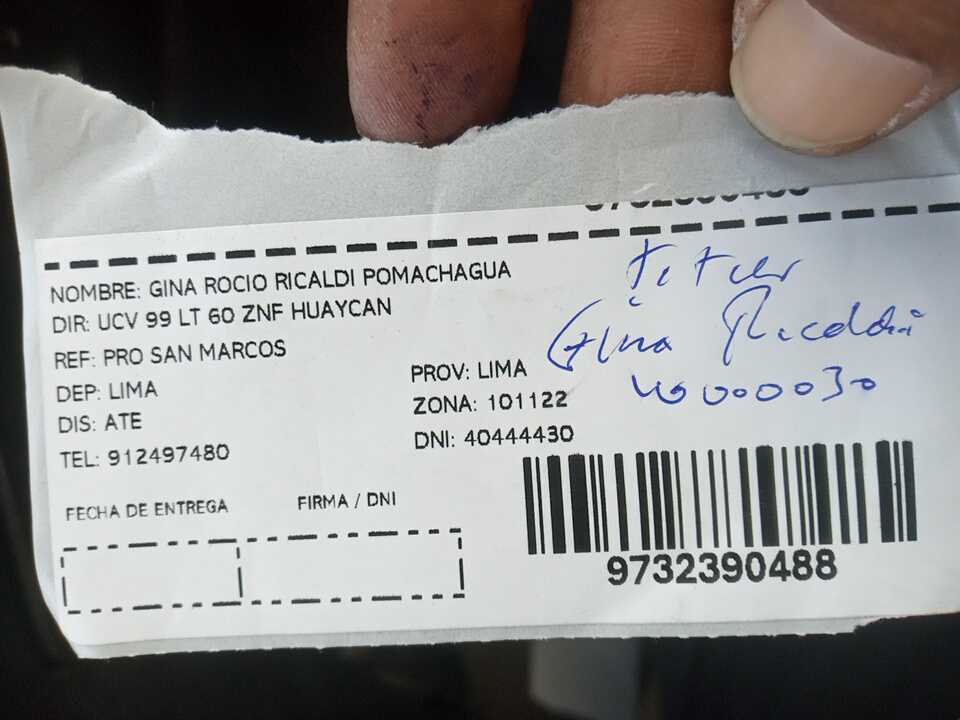 NOMBRE: GINA ROCIO RICALDI POMACHAGUA
DIR: UCV 99 LT 60 ZNF HUAYCAN
REF: PRO SAN MARCOS
DEP: LIMA
PROV: LIMA
DIS: ATE
ZONA: 101122
TEL: 912497480
DNI: 40444430
FECHA DE ENTREGA
FIRMA / DNI
Gina Ricaldi
9732390488